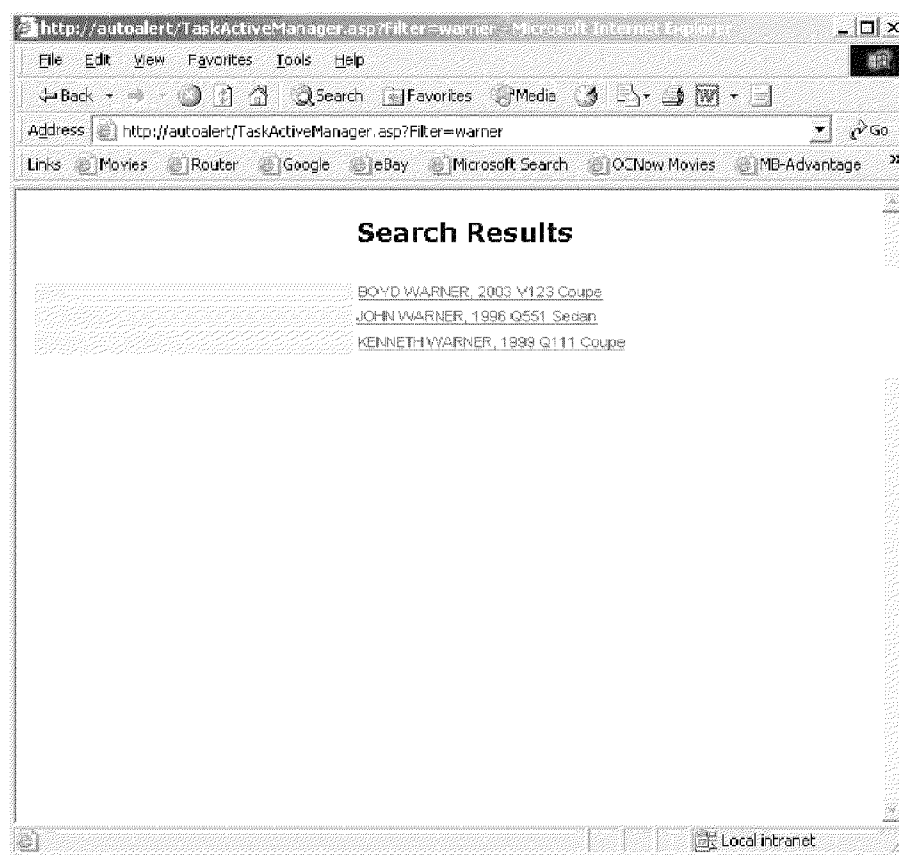 http://autoalert/TaskActiveManager.asp?Filter=warner - Microsoft Internet Explorer
File Edit View Favorites Tools Help
Back Search Favorites Media
Address http://autoalert/TaskActiveManager.asp?Filter=warner Go
Links Movies Router Google eBay Microsoft Search OCNow Movies MB-Advantage »
Search Results
BOYD WARNER, 2003 V123 Coupe
JOHN WARNER, 1996 Q551 Sedan
KENNETH WARNER, 1999 Q111 Coupe
Local intranet